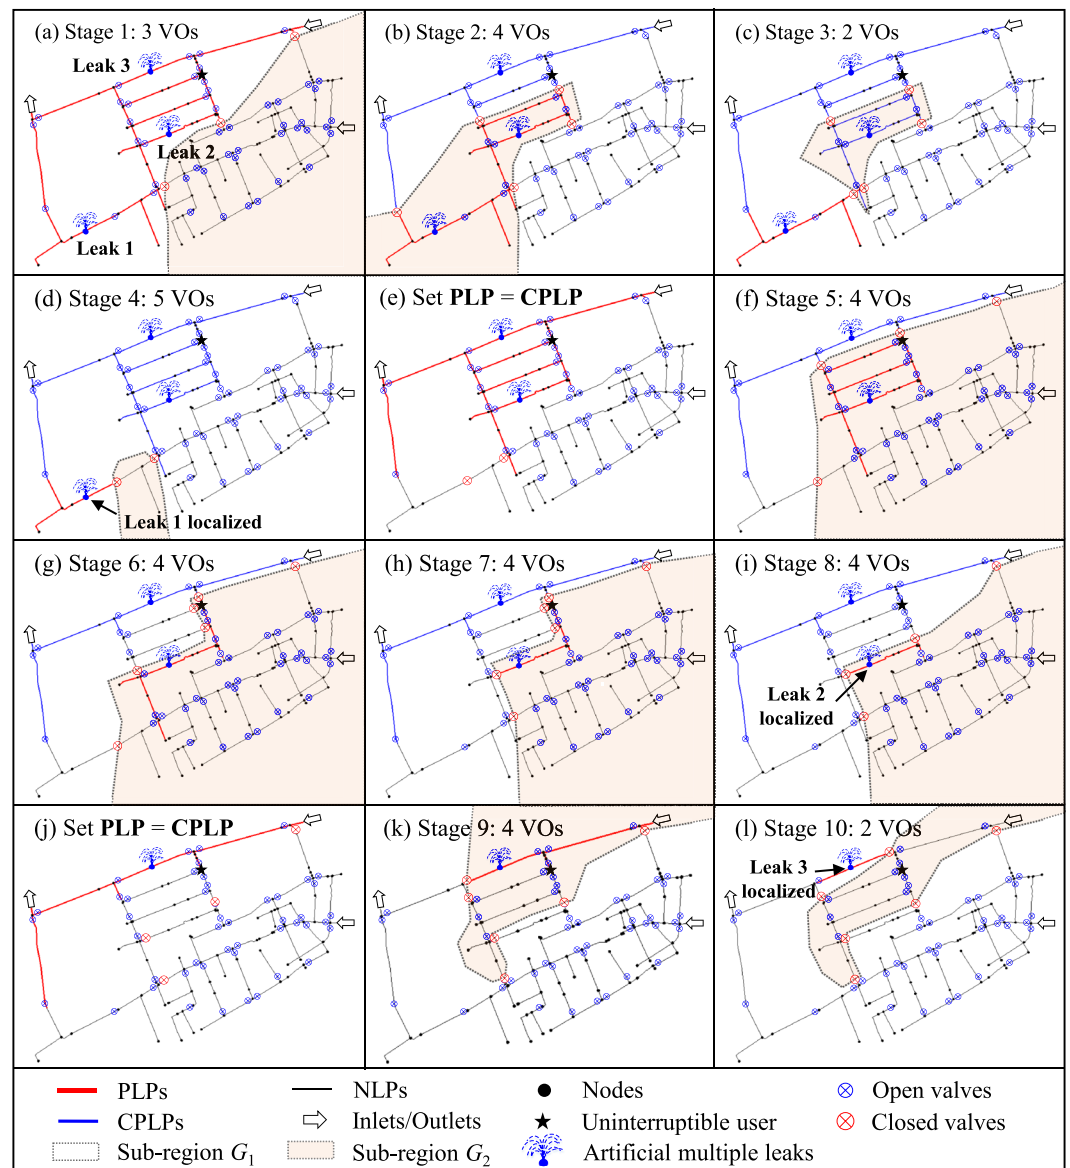 (a) Stage 1: 3 VOs
Leak 3
Leak 2
Leak 1
(b) Stage 2: 4 VOs
(c) Stage 3: 2 VOs
(d) Stage 4: 5 VOs
Leak 1 localized
(e) Set PLP = CPLP
(f) Stage 5: 4 VOs
(g) Stage 6: 4 VOs
(h) Stage 7: 4 VOs
(i) Stage 8: 4 VOs
Leak 2
localized
(j) Set PLP = CPLP
(k) Stage 9: 4 VOs
(l) Stage 10: 2 VOs
Leak 3
localized
PLPs
NLPs
Nodes
Open valves
CPLPs
Inlets/Outlets
Uninterruptible user
Closed valves
Sub-region G1
Sub-region G2
Artificial multiple leaks